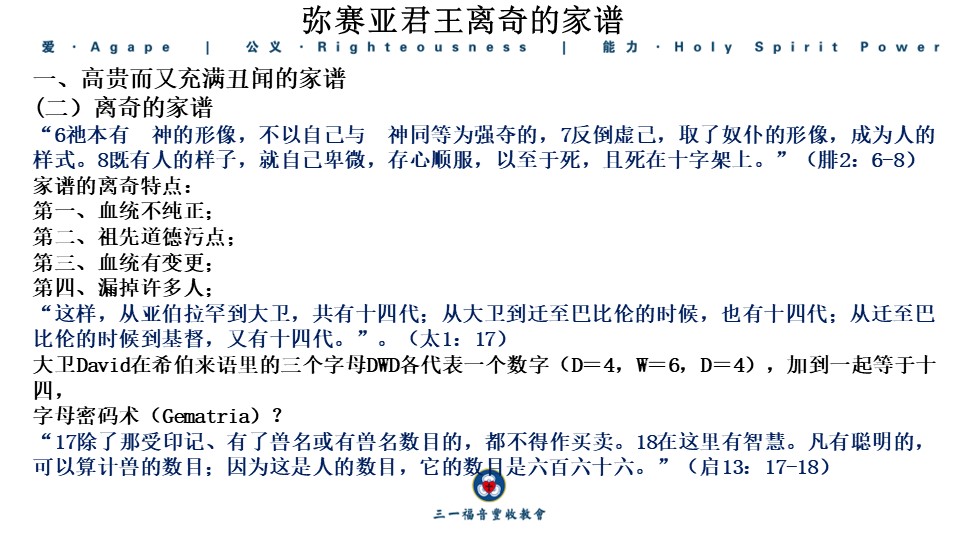 弥赛亚君王离奇的家谱
爱 · Agape | 公义 · Righteousness | 能力 · Holy Spirit Power
一、高贵而又充满丑闻的家谱
(二）离奇的家谱
“6祂本有　神的形像，不以自己与　神同等为强夺的，7反倒虚己，取了奴仆的形像，成为人的
样式。8既有人的样子，就自己卑微，存心顺服，以至于死，且死在十字架上。”（腓2：6-8）
家谱的离奇特点：
第一、血统不纯正；
第二、祖先道德污点；
第三、血统有变更；
第四、漏掉许多人；
“这样，从亚伯拉罕到大卫，共有十四代；从大卫到迁至巴比伦的时候，也有十四代；从迁至巴
比伦的时候到基督，又有十四代。”。（太1：17）
大卫David在希伯来语里的三个字母DWD各代表一个数字（D＝4，W＝6，D＝4），加到一起等于十
四，
字母密码术（Gematria）？
“17除了那受印记、有了兽名或有兽名数目的，都不得作买卖。18在这里有智慧。凡有聪明的，
可以算计兽的数目；因为这是人的数目，它的数目是六百六十六。”（启13：17-18）
三一福音豐收教會